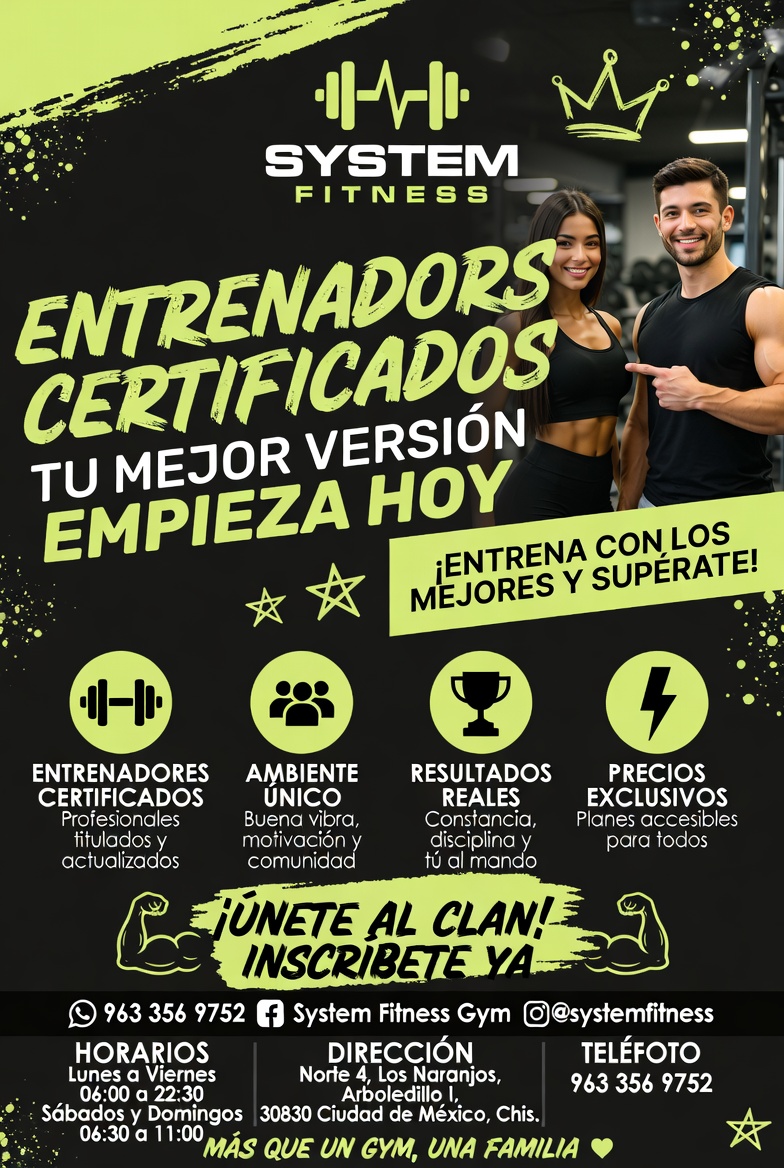 SYSTEM
FITNESS
ENTRENADORS
CERTIFICADOS
TU MEJOR VERSIÓN
EMPIEZA HOY
¡ENTRENA CON LOS
MEJORES Y SUPÉRATE!
ENTRENADORES
CERTIFICADOS
Profesionales
titulados y
actualizados
AMBIENTE
ÚNICO
Buena vibra,
motivación y
comunidad
RESULTADOS
REALES
Constancia,
disciplina y
tú al mando
PRECIOS
EXCLUSIVOS
Planes accesibles
para todos
¡ÚNETE AL CLAN!
INSCRÍBETE YA
963 356 9752 System Fitness Gym @systemfitness
HORARIOS
Lunes a Viernes
06:00 a 22:30
Sábados y Domingos
06:30 a 11:00
DIRECCIÓN
Norte 4, Los Naranjos,
Arboledillo I,
30830 Ciudad de México, Chis.
TELÉFOTO
963 356 9752
MÁS QUE UN GYM, UNA FAMILIA